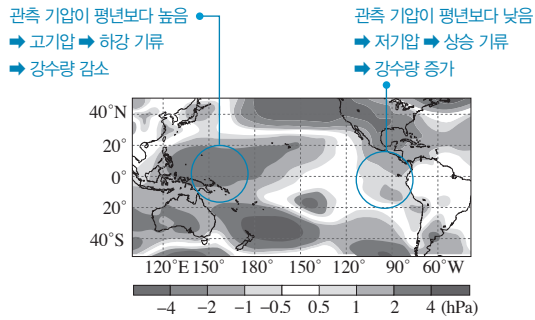 관측 기압이 평년보다 높음
➡ 고기압 ➡ 하강 기류
➡ 강수량 감소
관측 기압이 평년보다 낮음
➡ 저기압 ➡ 상승 기류
➡ 강수량 증가
40°N
20°
0°
20°
40°S
120°E 150° 180° 150° 120° 90° 60°W
−4 −2 −1 −0.5 0.5 1 2 4 (hPa)